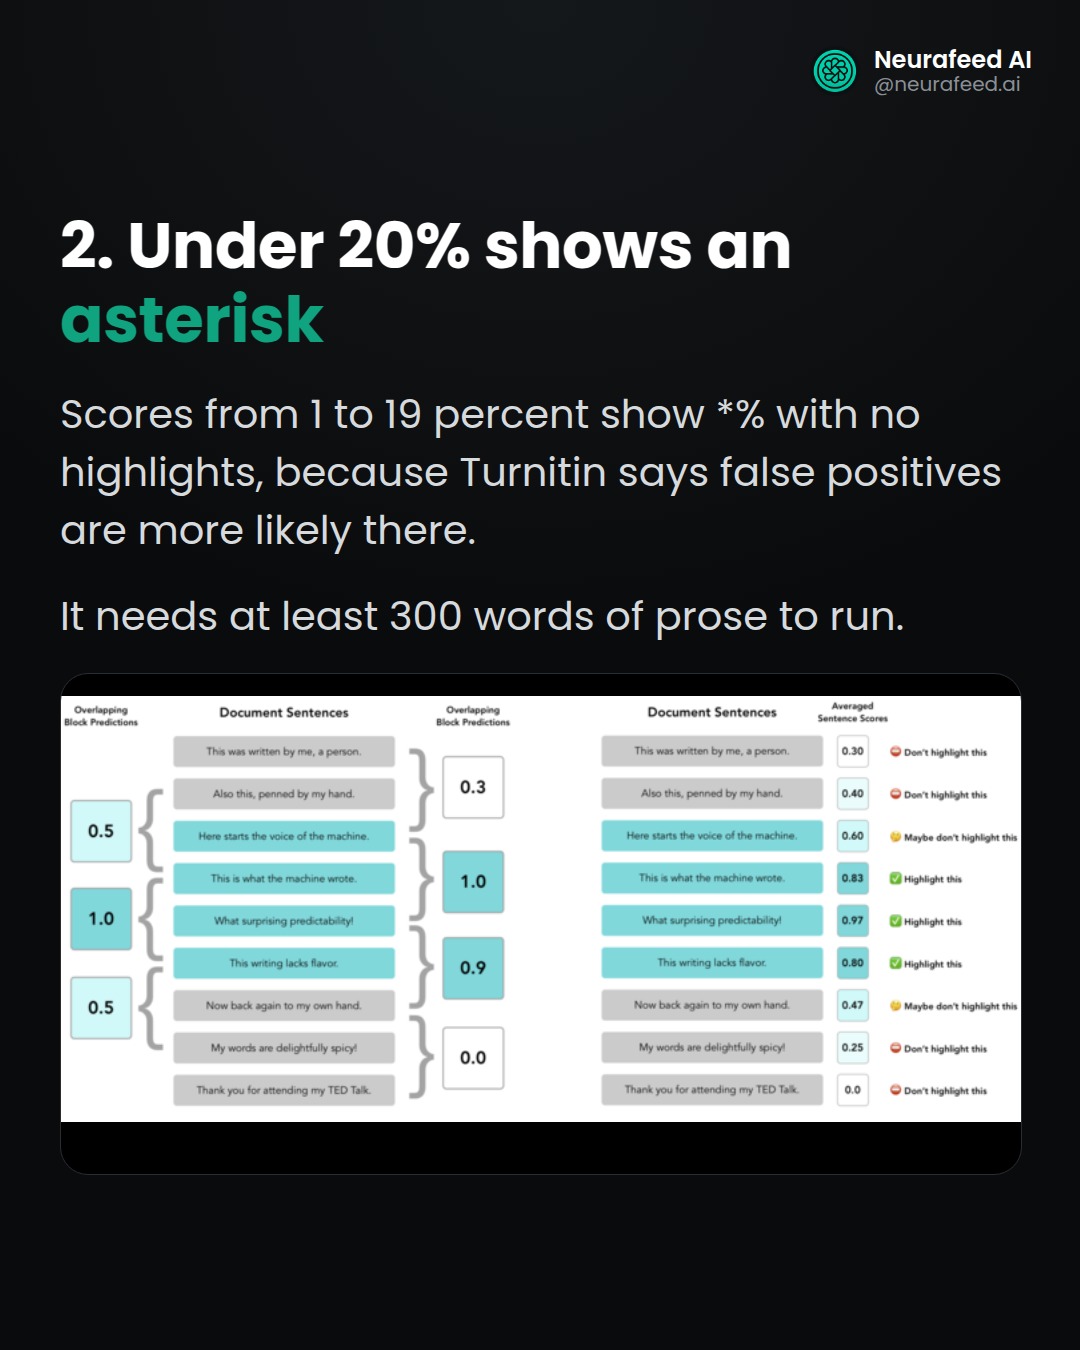 Neurafeed AI
@neurafeed.ai
2. Under 20% shows an
asterisk
Scores from 1 to 19 percent show *% with no
highlights, because Turnitin says false positives
are more likely there.
It needs at least 300 words of prose to run.
Overlapping
Block Predictions
0.5
1.0
0.5
Document Sentences
This was written by me, a person.
Also this, penned by my hand.
Here starts the voice of the machine.
This is what the machine wrote.
What surprising predictability!
This writing lacks flavor.
Now back again to my own hand.
My words are delightfully spicy!
Thank you for attending my TED Talk.
Overlapping
Block Predictions
0.3
1.0
0.9
0.0
Document Sentences
Averaged
Sentence Scores
This was written by me, a person. 0.30 Don't highlight this
Also this, penned by my hand. 0.40 Don't highlight this
Here starts the voice of the machine. 0.60 Maybe don't highlight this
This is what the machine wrote. 0.83 Highlight this
What surprising predictability! 0.97 Highlight this
This writing lacks flavor. 0.80 Highlight this
Now back again to my own hand. 0.47 Maybe don't highlight this
My words are delightfully spicy! 0.25 Don't highlight this
Thank you for attending my TED Talk. 0.0 Don't highlight this